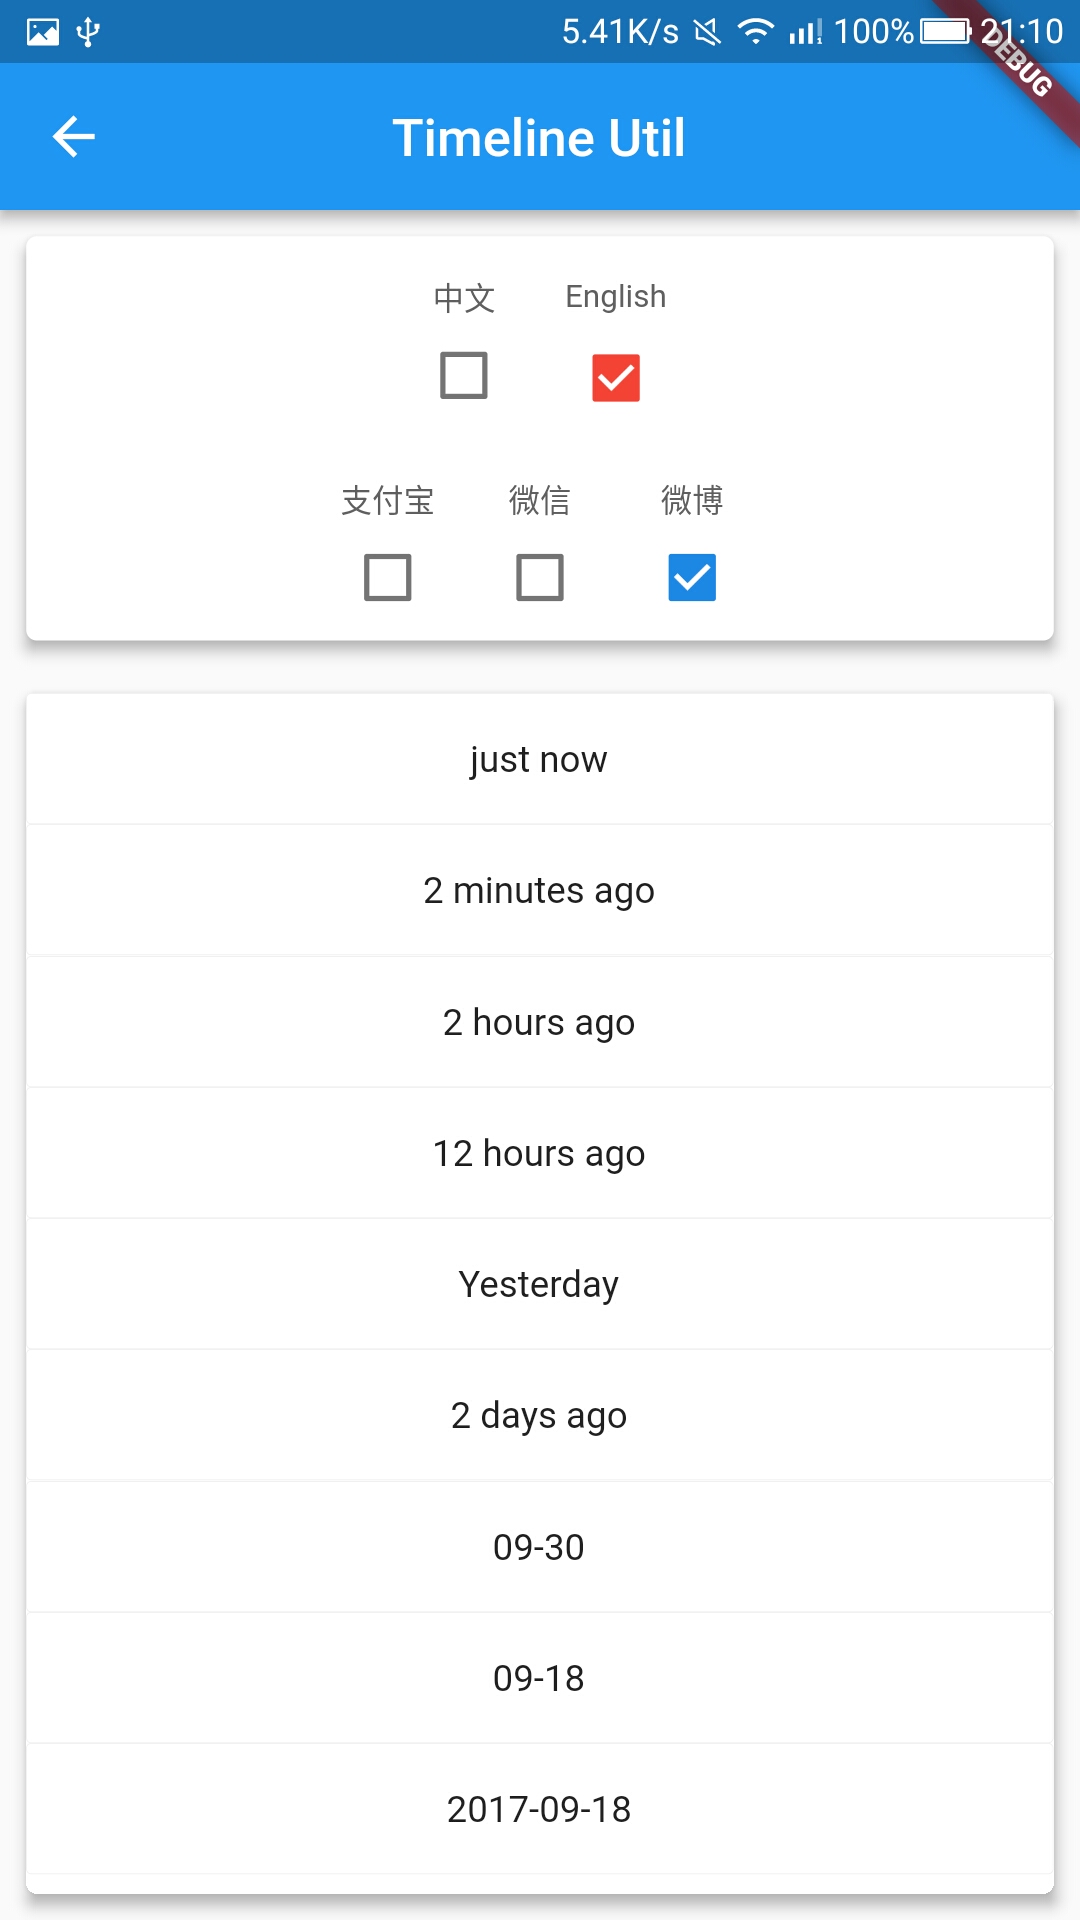 5.41K/s 100% 21:10
DEBUG
Timeline Util
中文 English
支付宝 微信 微博
just now
2 minutes ago
2 hours ago
12 hours ago
Yesterday
2 days ago
09-30
09-18
2017-09-18